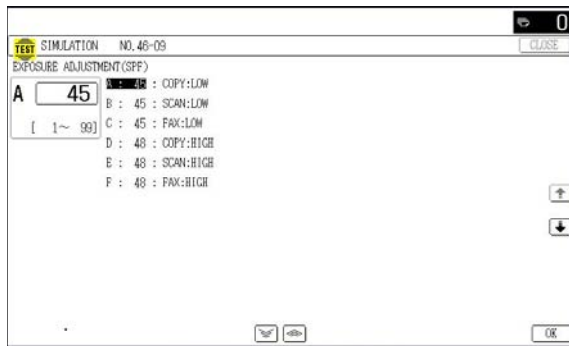 0
TEST SIMULATION NO.46-09 CLOSE
EXPOSURE ADJUSTMENT(SPF)
A 45
[ 1~ 99]
A : 45 : COPY:LOW
B : 45 : SCAN:LOW
C : 45 : FAX:LOW
D : 48 : COPY:HIGH
E : 48 : SCAN:HIGH
F : 48 : FAX:HIGH
OK